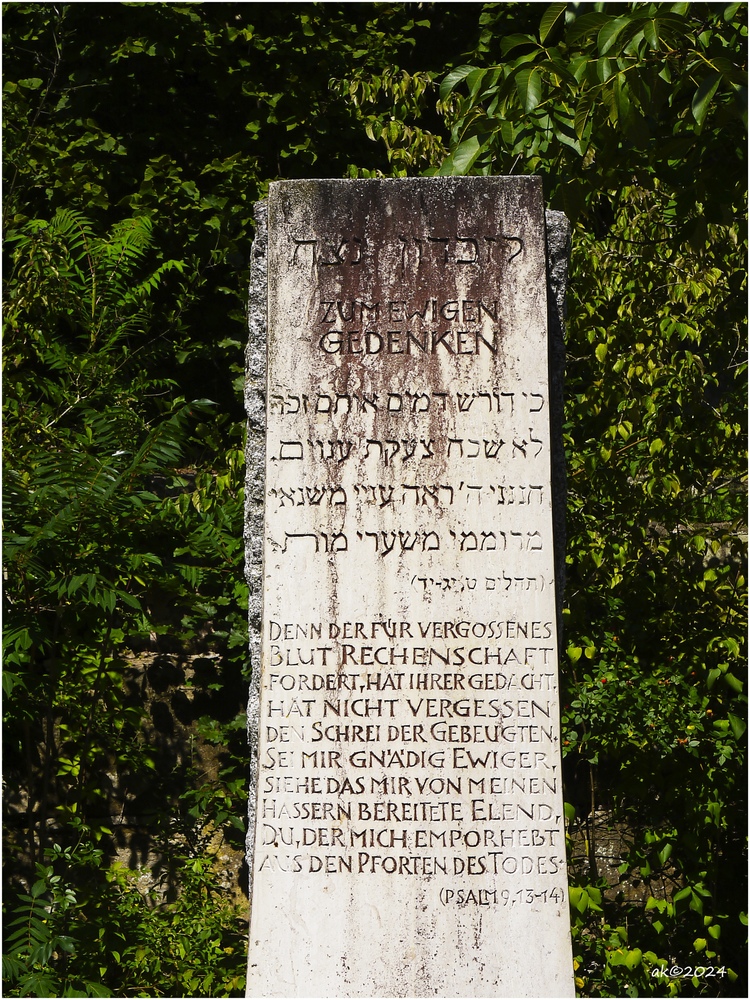 לזכרון נצח
ZUM EWIGEN
GEDENKEN
כי דורש דמים אותם זכר
לא שכח צעקת ענוים.
חנני ה׳ ראה עניי משנאי
מרוממי משערי מות.
(תהלים ט, יג-יד)
DENN DER FÜR VERGOSSENES
BLUT RECHENSCHAFT
FORDERT, HAT IHRER GEDACHT.
HAT NICHT VERGESSEN
DEN SCHREI DER GEBEUGTEN.
SEI MIR GNÄDIG EWIGER,
SIEHE DAS MIR VON MEINEN
HASSERN BEREITETE ELEND,
DU, DER MICH EMPORHEBT
AUS DEN PFORTEN DES TODES.
(PSALM 9, 13-14)
ak©2024